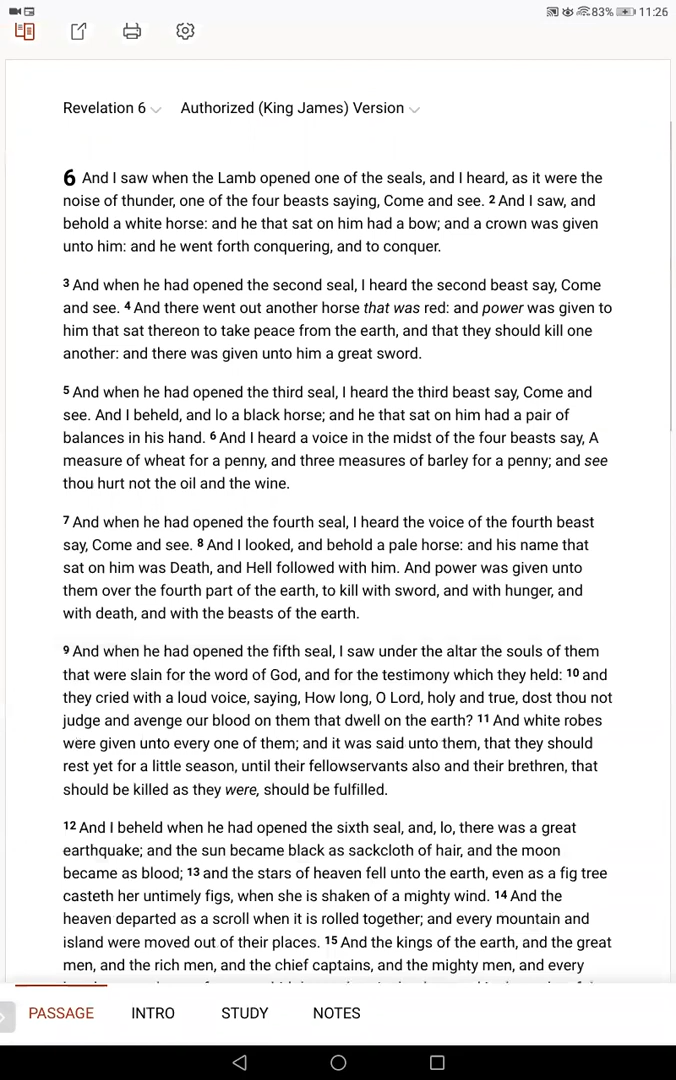 83% 11:26
Revelation 6 Authorized (King James) Version
6 And I saw when the Lamb opened one of the seals, and I heard, as it were the
noise of thunder, one of the four beasts saying, Come and see. 2 And I saw, and
behold a white horse: and he that sat on him had a bow; and a crown was given
unto him: and he went forth conquering, and to conquer.
3 And when he had opened the second seal, I heard the second beast say, Come
and see. 4 And there went out another horse that was red: and power was given to
him that sat thereon to take peace from the earth, and that they should kill one
another: and there was given unto him a great sword.
5 And when he had opened the third seal, I heard the third beast say, Come and
see. And I beheld, and lo a black horse; and he that sat on him had a pair of
balances in his hand. 6 And I heard a voice in the midst of the four beasts say, A
measure of wheat for a penny, and three measures of barley for a penny; and see
thou hurt not the oil and the wine.
7 And when he had opened the fourth seal, I heard the voice of the fourth beast
say, Come and see. 8 And I looked, and behold a pale horse: and his name that
sat on him was Death, and Hell followed with him. And power was given unto
them over the fourth part of the earth, to kill with sword, and with hunger, and
with death, and with the beasts of the earth.
9 And when he had opened the fifth seal, I saw under the altar the souls of them
that were slain for the word of God, and for the testimony which they held: 10 and
they cried with a loud voice, saying, How long, O Lord, holy and true, dost thou not
judge and avenge our blood on them that dwell on the earth? 11 And white robes
were given unto every one of them; and it was said unto them, that they should
rest yet for a little season, until their fellowservants also and their brethren, that
should be killed as they were, should be fulfilled.
12 And I beheld when he had opened the sixth seal, and, lo, there was a great
earthquake; and the sun became black as sackcloth of hair, and the moon
became as blood; 13 and the stars of heaven fell unto the earth, even as a fig tree
casteth her untimely figs, when she is shaken of a mighty wind. 14 And the
heaven departed as a scroll when it is rolled together; and every mountain and
island were moved out of their places. 15 And the kings of the earth, and the great
men, and the rich men, and the chief captains, and the mighty men, and every
PASSAGE INTRO STUDY NOTES